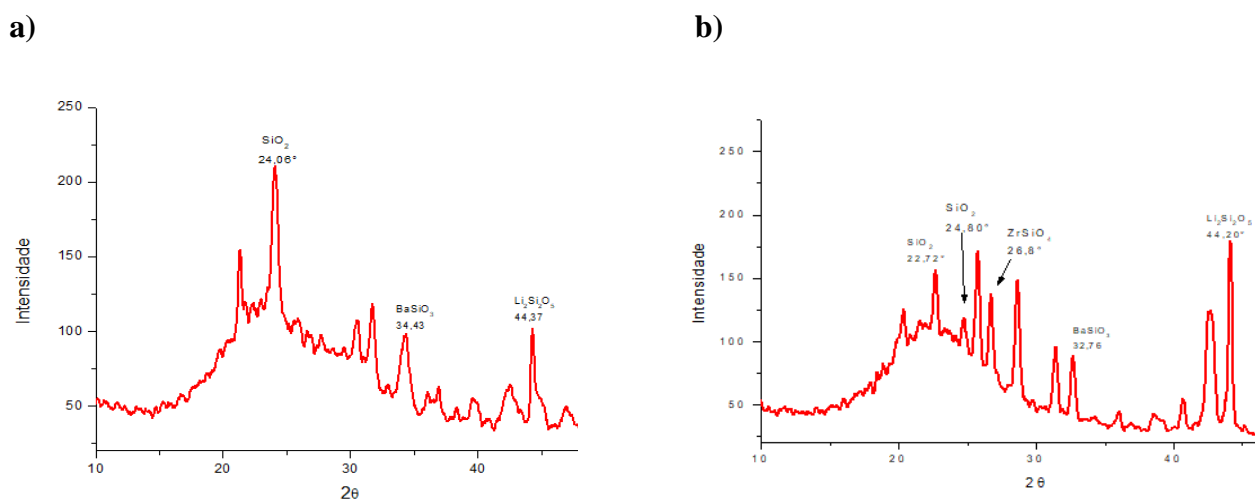 a)
250
200
150
100
50
10
20
30
40
Intensidade
2θ
SiO₂
24,06°
BaSiO₃
34,43
Li₂Si₂O₅
44,37
b)
250
200
150
100
50
10
20
30
40
Intensidade
2θ
SiO₂
22,72°
SiO₂
24,80°
ZrSiO₄
26,8°
BaSiO₃
32,76
Li₂Si₂O₅
44,20°